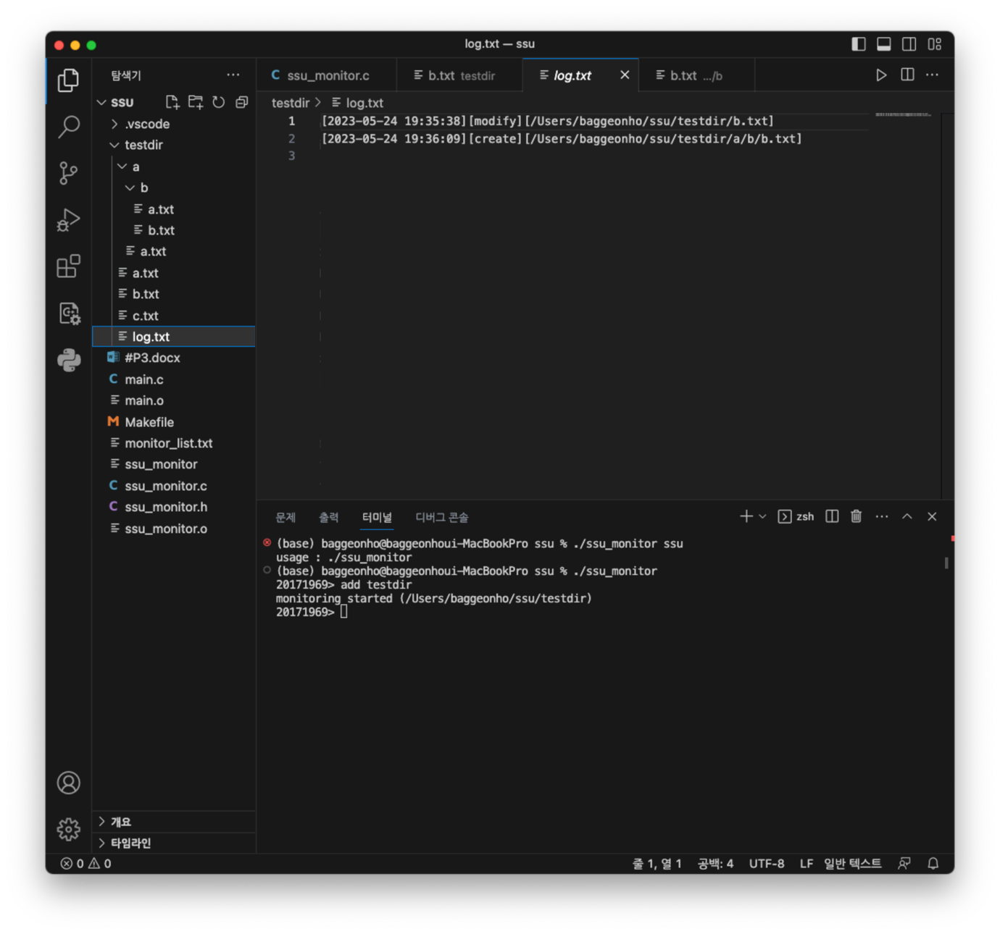 log.txt — ssu
탐색기
SSU
.vscode
testdir
a
b
a.txt
b.txt
a.txt
a.txt
b.txt
c.txt
log.txt
#P3.docx
main.c
main.o
Makefile
monitor_list.txt
ssu_monitor
ssu_monitor.c
ssu_monitor.h
ssu_monitor.o
개요
타임라인
ssu_monitor.c
b.txt testdir
log.txt
b.txt .../b
testdir > log.txt
1 [2023-05-24 19:35:38][modify][/Users/baggeonho/ssu/testdir/b.txt]
2 [2023-05-24 19:36:09][create][/Users/baggeonho/ssu/testdir/a/b/b.txt]
3
문제 출력 터미널 디버그 콘솔
zsh
(base) baggeonho@baggeonhoui-MacBookPro ssu % ./ssu_monitor ssu
usage : ./ssu_monitor
(base) baggeonho@baggeonhoui-MacBookPro ssu % ./ssu_monitor
20171969> add testdir
monitoring started (/Users/baggeonho/ssu/testdir)
20171969>
0 0
줄 1, 열 1 공백: 4 UTF-8 LF 일반 텍스트